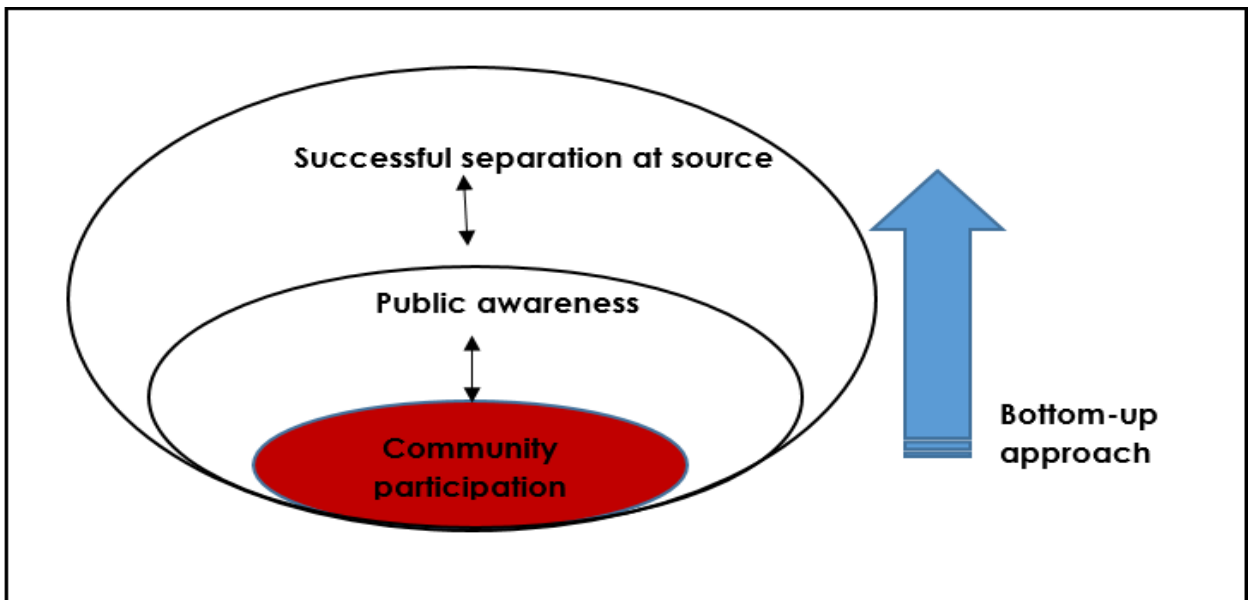 Successful separation at source
Public awareness
Community
participation
Bottom-up
approach